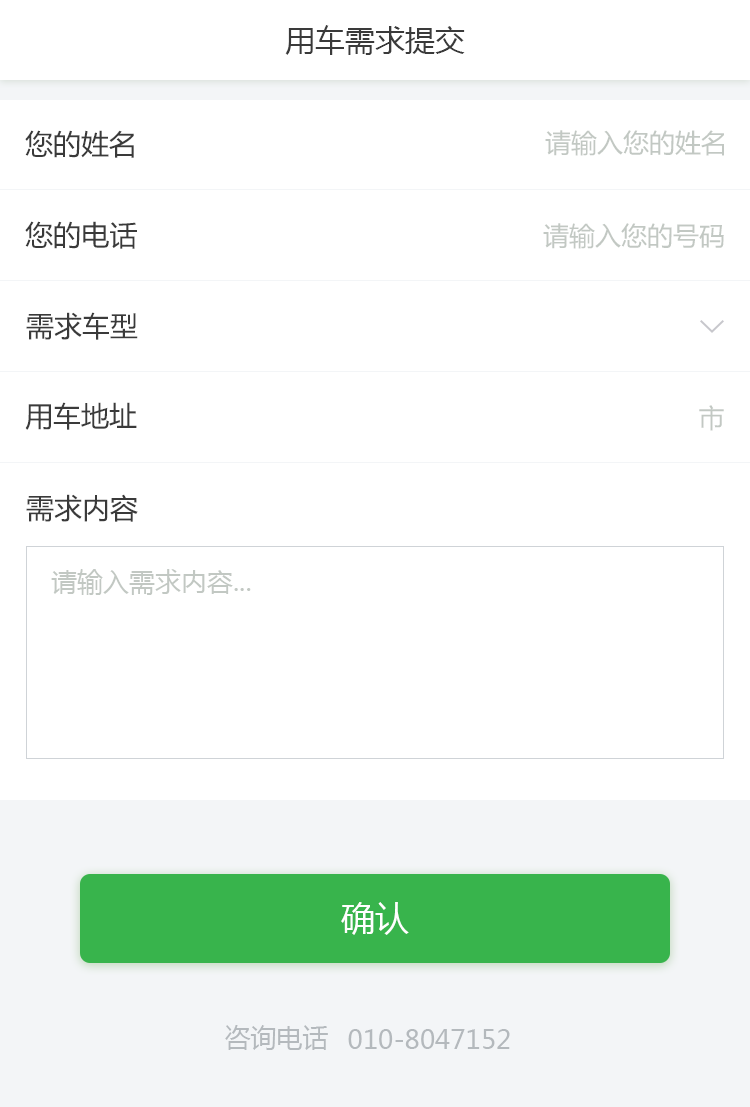 用车需求提交
您的姓名 请输入您的姓名
您的电话 请输入您的号码
需求车型
用车地址 市
需求内容
请输入需求内容...
确认
咨询电话 010-8047152